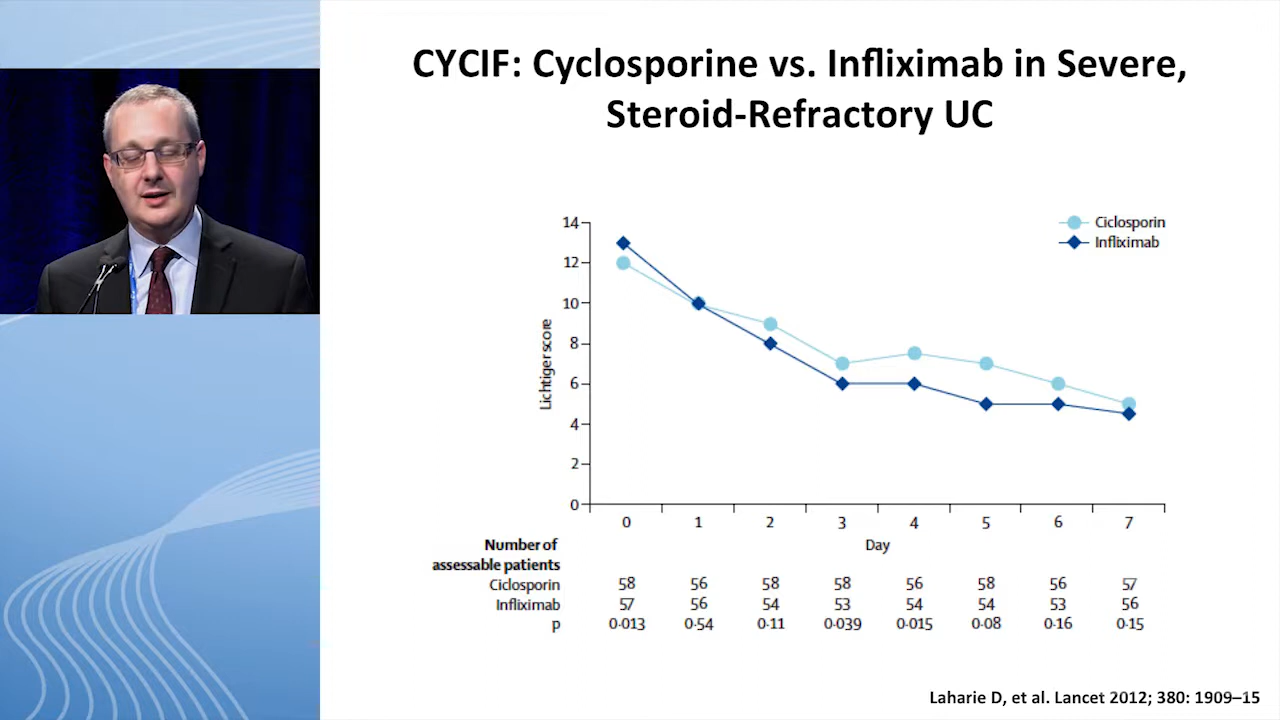 CYCIF: Cyclosporine vs. Infliximab in Severe,
Steroid-Refractory UC
Ciclosporin
Infliximab
14
12
10
8
6
4
2
0
Lichtiger score
0 1 2 3 4 5 6 7
Day
Number of
assessable patients
Ciclosporin 58 56 58 58 56 58 56 57
Infliximab 57 56 54 53 54 54 53 56
p 0·013 0·54 0·11 0·039 0·015 0·08 0·16 0·15
Laharie D, et al. Lancet 2012; 380: 1909–15